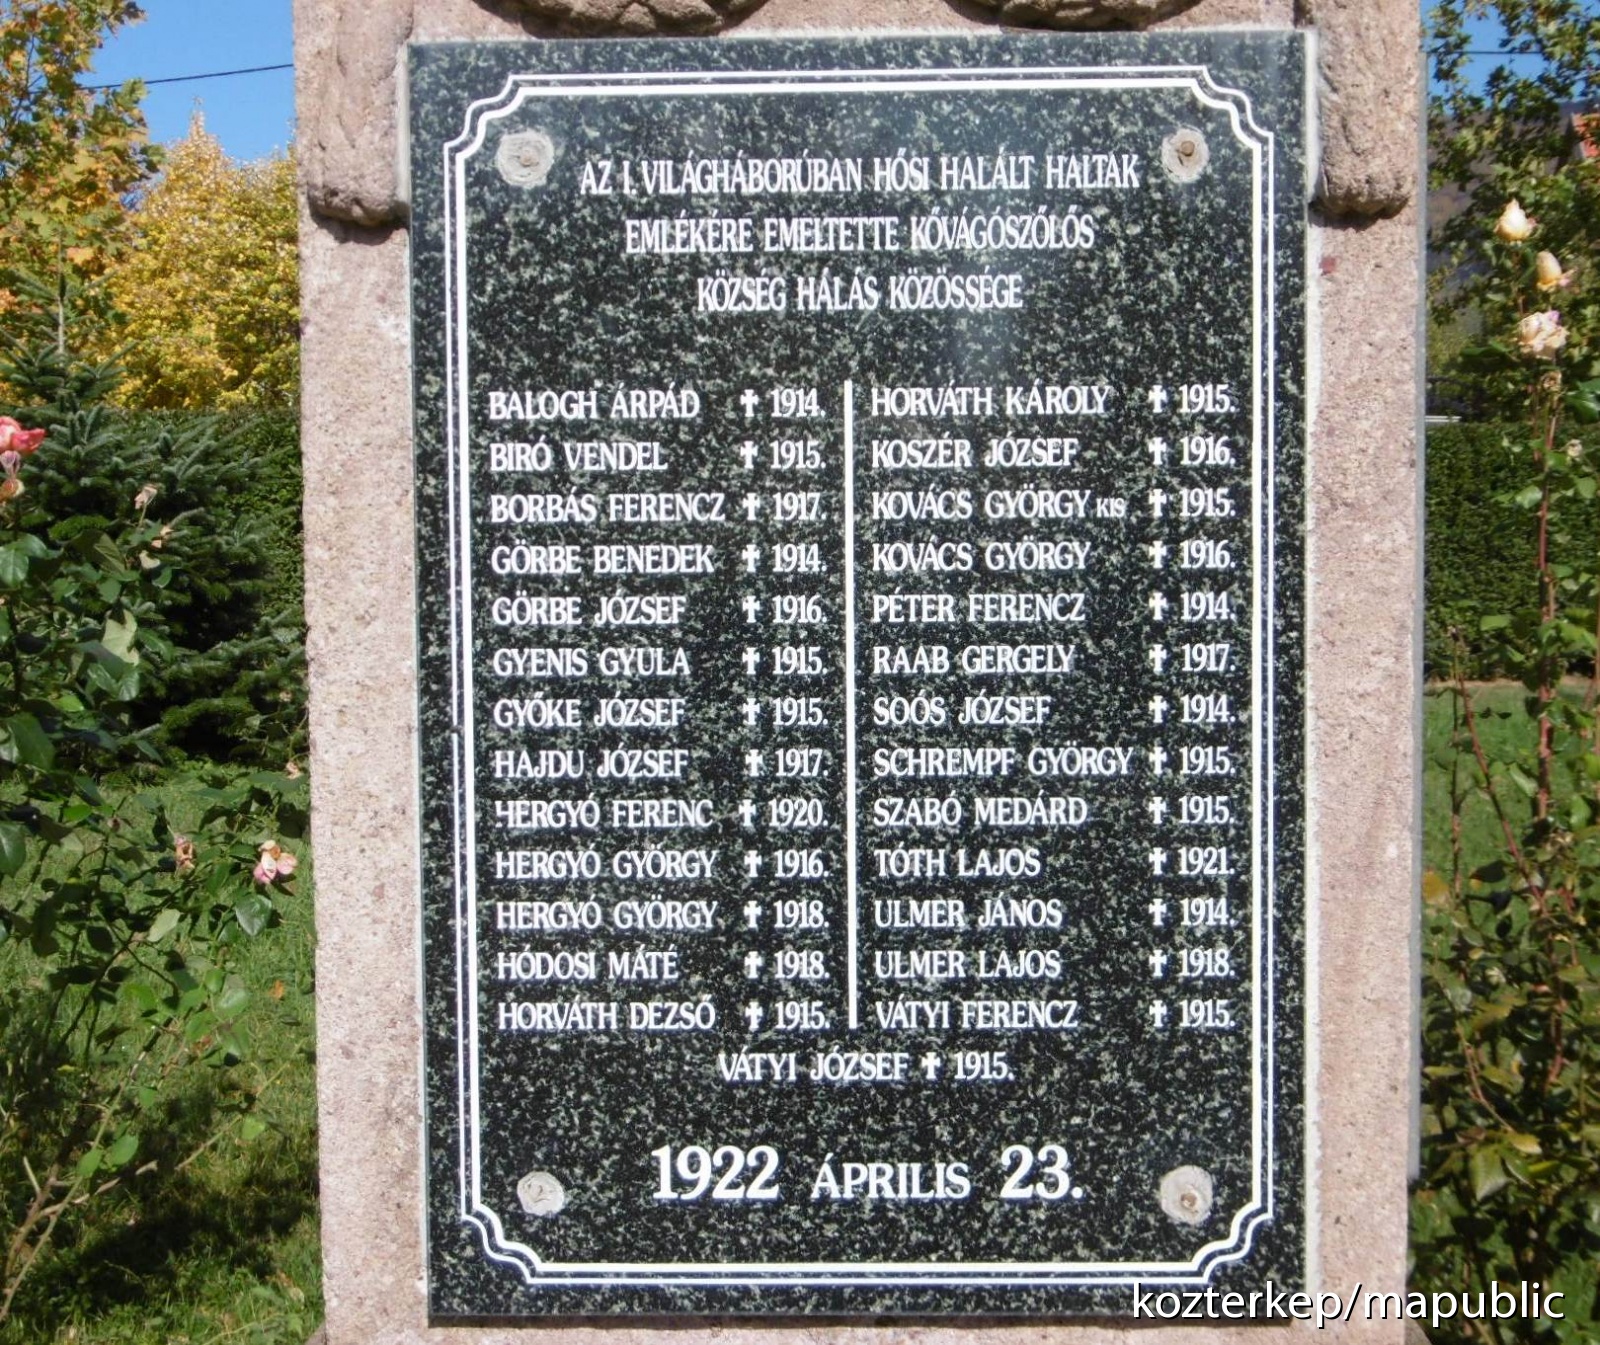 AZ I. VILÁGHÁBORÚBAN HŐSI HALÁLT HALTAK
EMLÉKÉRE EMELTETTE KŐVÁGÓSZŐLŐS
KÖZSÉG HÁLÁS KÖZÖSSÉGE
BALOGH ÁRPÁD ✝ 1914.
BIRÓ VENDEL ✝ 1915.
BORBÁS FERENCZ ✝ 1917.
GÖRBE BENEDEK ✝ 1914.
GÖRBE JÓZSEF ✝ 1916.
GYENIS GYULA ✝ 1915.
GYŐKE JÓZSEF ✝ 1915.
HAJDU JÓZSEF ✝ 1917.
HERGYÓ FERENC ✝ 1920.
HERGYÓ GYÖRGY ✝ 1916.
HERGYÓ GYÖRGY ✝ 1918.
HÓDOSI MÁTÉ ✝ 1918.
HORVÁTH DEZSŐ ✝ 1915.
HORVÁTH KÁROLY ✝ 1915.
KOSZÉR JÓZSEF ✝ 1916.
KOVÁCS GYÖRGY KIS ✝ 1915.
KOVÁCS GYÖRGY ✝ 1916.
PÉTER FERENCZ ✝ 1914.
RAAB GERGELY ✝ 1917.
SOÓS JÓZSEF ✝ 1914.
SCHREMPF GYÖRGY ✝ 1915.
SZABÓ MEDÁRD ✝ 1915.
TÓTH LAJOS ✝ 1921.
ULMER JÁNOS ✝ 1914.
ULMER LAJOS ✝ 1918.
VÁTYI FERENCZ ✝ 1915.
VÁTYI JÓZSEF ✝ 1915.
1922 ÁPRILIS 23.
kozterkep/mapublic